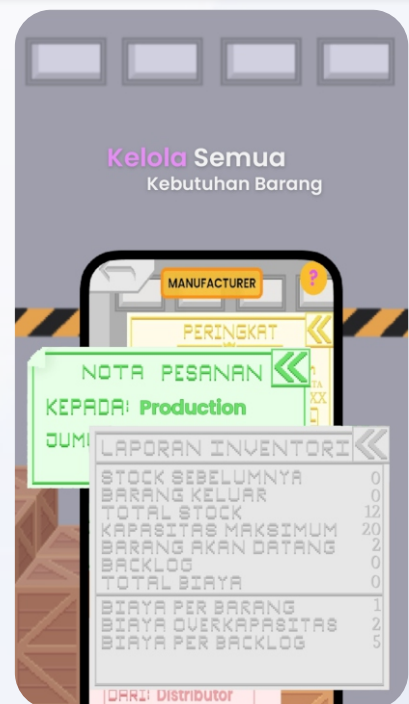 Kelola Semua
Kebutuhan Barang
MANUFACTURER
?
PERINGKAT
NOTA PESANAN
KEPADA: Production
LAPORAN INVENTORI
STOCK SEBELUMNYA 0
BARANG KELUAR 0
TOTAL STOCK 12
KAPASITAS MAKSIMUM 20
BARANG AKAN DATANG 2
BACKLOG 0
TOTAL BIAYA 0
BIAYA PER BARANG 1
BIAYA OVERKAPASITAS 2
BIAYA PER BACKLOG 5
DARI: Distributor